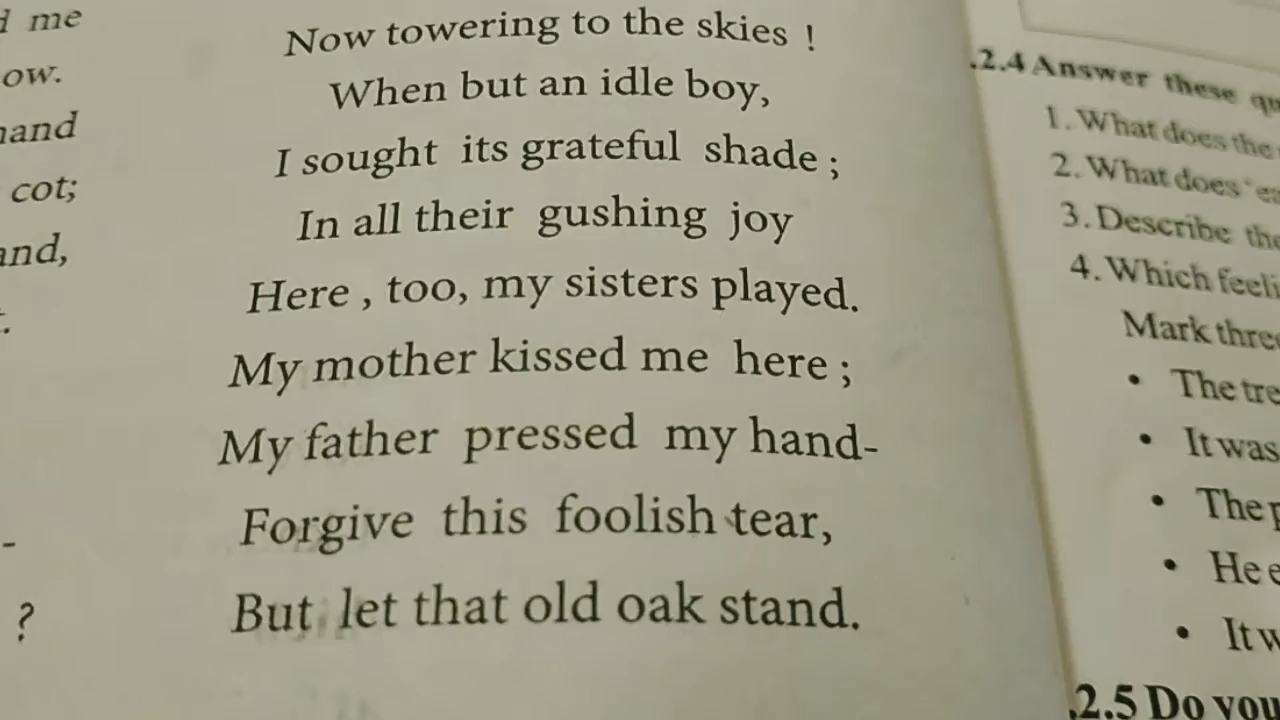 me
ow.
hand
cot;
and,
-
?
Now towering to the skies !
When but an idle boy,
I sought its grateful shade ;
In all their gushing joy
Here , too, my sisters played.
My mother kissed me here ;
My father pressed my hand-
Forgive this foolish tear,
But let that old oak stand.
.2.4 Answer these qu
1. What does the
2. What does 'ea
3. Describe the
4. Which feeli
Mark three
• The tre
• It was
• The p
• He e
• It w
.2.5 Do you